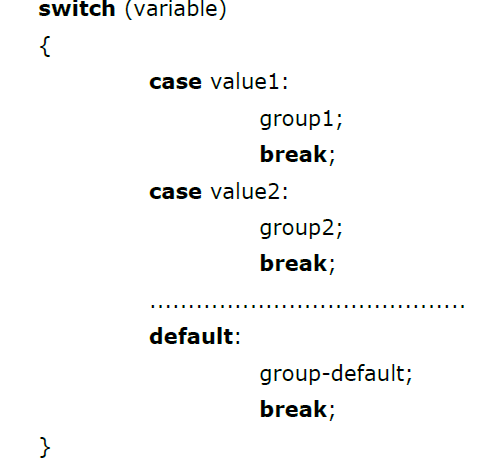 switch (variable)
{
case value1:
group1;
break;
case value2:
group2;
break;
.........................................
default:
group-default;
break;
}